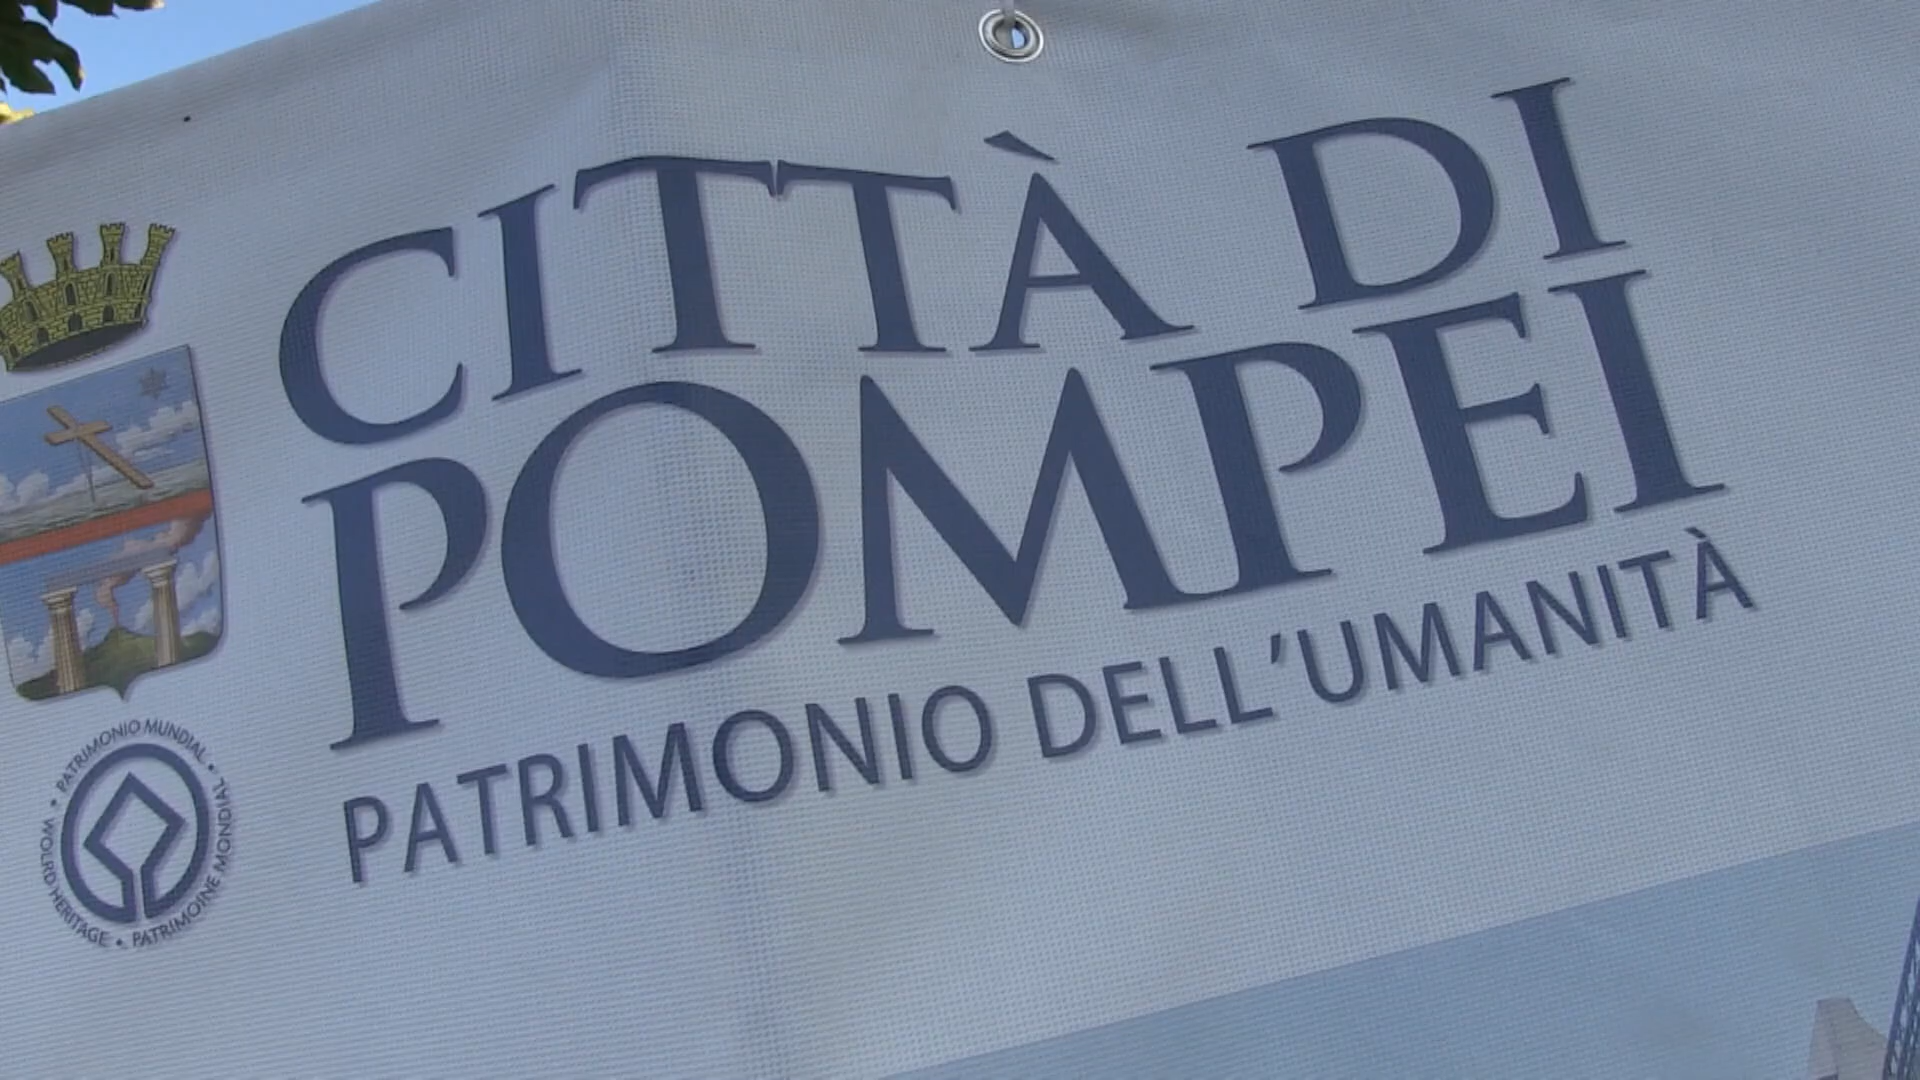 CITTÀ DI
POMPEI
PATRIMONIO DELL'UMANITÀ
PATRIMONIO MUNDIAL • WOLRD HERITAGE • PATRIMOINE MONDIAL •